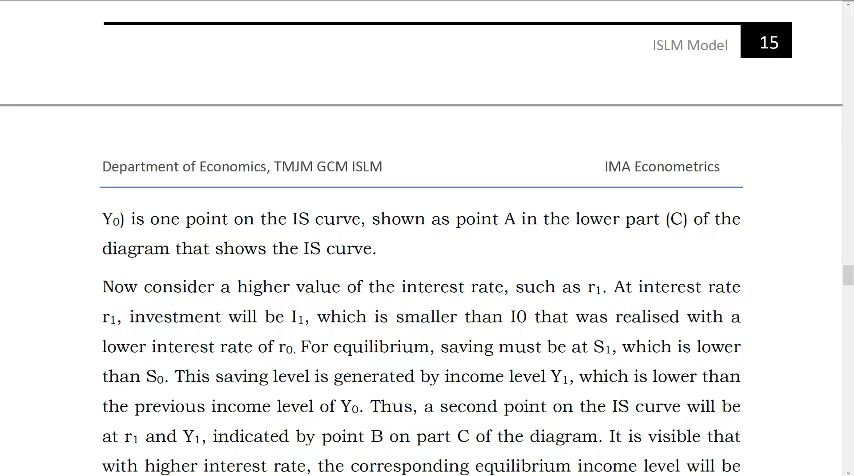 ISLM Model 15
Department of Economics, TMJM GCM ISLM IMA Econometrics
Y₀) is one point on the IS curve, shown as point A in the lower part (C) of the
diagram that shows the IS curve.
Now consider a higher value of the interest rate, such as r₁. At interest rate
r₁, investment will be I₁, which is smaller than I0 that was realised with a
lower interest rate of r₀. For equilibrium, saving must be at S₁, which is lower
than S₀. This saving level is generated by income level Y₁, which is lower than
the previous income level of Y₀. Thus, a second point on the IS curve will be
at r₁ and Y₁, indicated by point B on part C of the diagram. It is visible that
with higher interest rate, the corresponding equilibrium income level will be